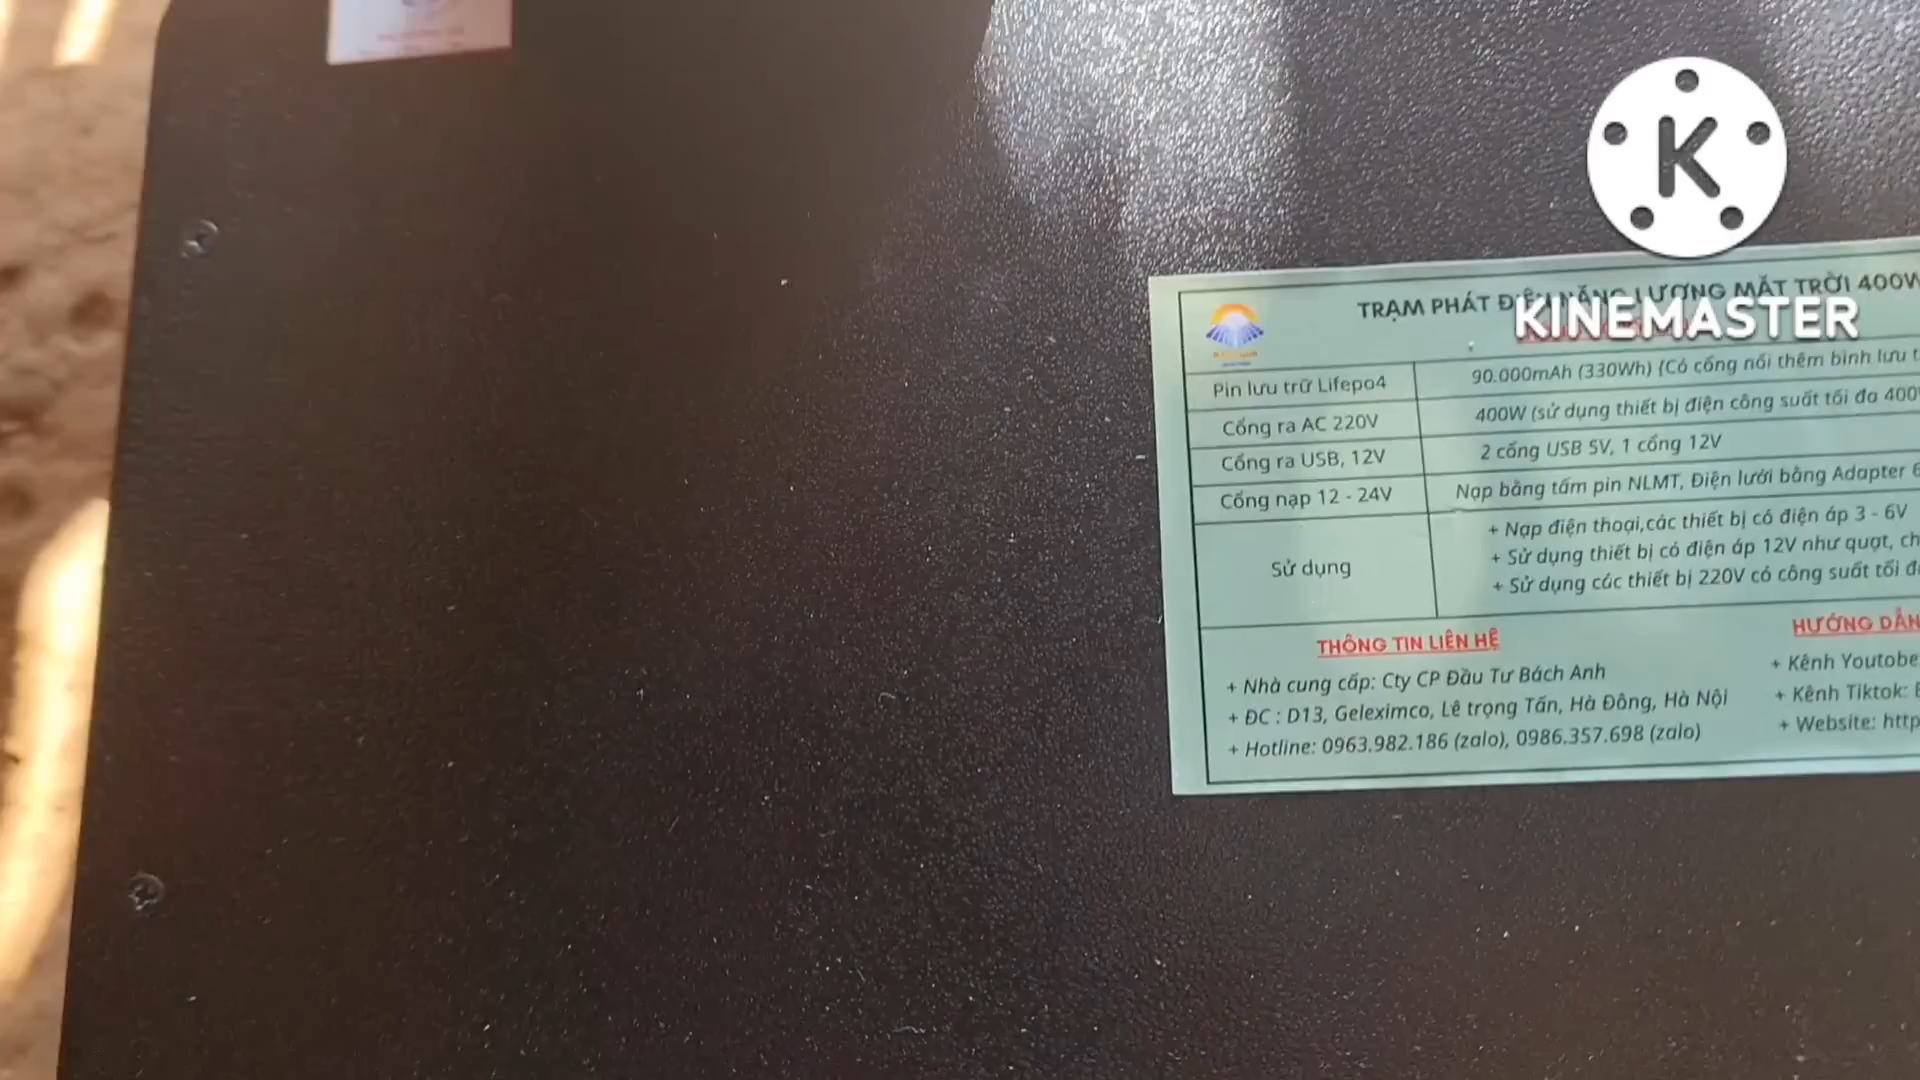 K
KINEMASTER
TRẠM PHÁT ĐIỆN NĂNG LƯỢNG MẶT TRỜI 400W
Pin lưu trữ Lifepo4 90.000mAh (330Wh) (Có cổng nối thêm bình lưu t
Cổng ra AC 220V 400W (sử dụng thiết bị điện công suất tối đa 400W
Cổng ra USB, 12V 2 cổng USB 5V, 1 cổng 12V
Cổng nạp 12 - 24V Nạp bằng tấm pin NLMT, Điện lưới bằng Adapter
Sử dụng
+ Nạp điện thoại,các thiết bị có điện áp 3 - 6V
+ Sử dụng thiết bị có điện áp 12V như quạt, ch
+ Sử dụng các thiết bị 220V có công suất tối đ
THÔNG TIN LIÊN HỆ
+ Nhà cung cấp: Cty CP Đầu Tư Bách Anh
+ ĐC : D13, Geleximco, Lê trọng Tấn, Hà Đông, Hà Nội
+ Hotline: 0963.982.186 (zalo), 0986.357.698 (zalo)
HƯỚNG DẪN
+ Kênh Youtobe
+ Kênh Tiktok:
+ Website: http